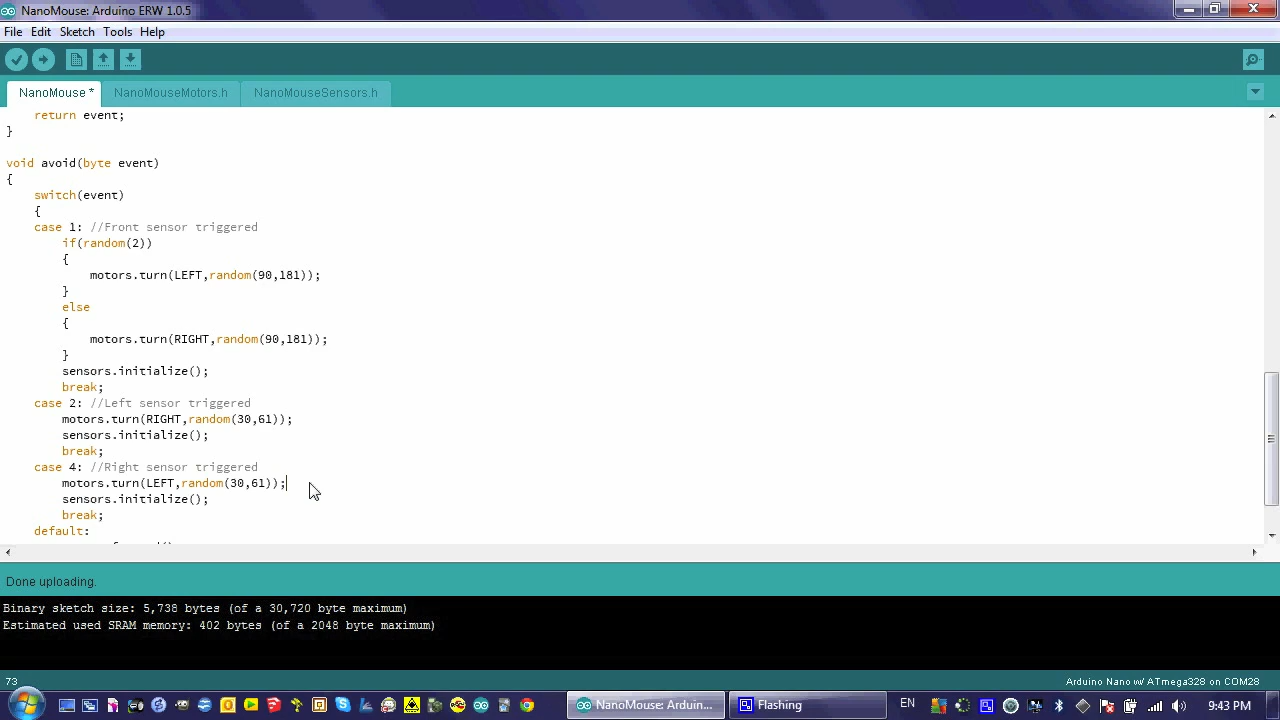 NanoMouse: Arduino ERW 1.0.5
File Edit Sketch Tools Help
NanoMouse * NanoMouseMotors.h NanoMouseSensors.h
return event;
}
void avoid(byte event)
{
switch(event)
{
case 1: //Front sensor triggered
if(random(2))
{
motors.turn(LEFT,random(90,181));
}
else
{
motors.turn(RIGHT,random(90,181));
}
sensors.initialize();
break;
case 2: //Left sensor triggered
motors.turn(RIGHT,random(30,61));
sensors.initialize();
break;
case 4: //Right sensor triggered
motors.turn(LEFT,random(30,61));
sensors.initialize();
break;
default:
Done uploading.
Binary sketch size: 5,738 bytes (of a 30,720 byte maximum)
Estimated used SRAM memory: 402 bytes (of a 2048 byte maximum)
73 Arduino Nano w/ ATmega328 on COM28
NanoMouse: Arduin... Flashing EN 9:43 PM